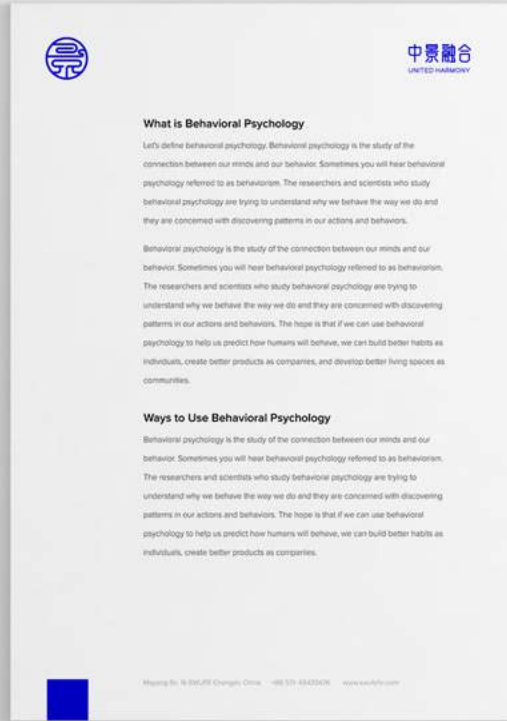 中景融合
UNITED HARMONY
What is Behavioral Psychology
Let's define behavioral psychology. Behavioral psychology is the study of the
connection between our minds and our behavior. Sometimes you will hear behavioral
psychology referred to as behaviorism. The researchers and scientists who study
behavioral psychology are trying to understand why we behave the way we do and
they are concerned with discovering patterns in our actions and behaviors.
Behavioral psychology is the study of the connection between our minds and our
behavior. Sometimes you will hear behavioral psychology referred to as behaviorism.
The researchers and scientists who study behavioral psychology are trying to
understand why we behave the way we do and they are concerned with discovering
patterns in our actions and behaviors. The hope is that if we can use behavioral
psychology to help us predict how humans will behave, we can build better habits as
individuals, create better products as companies, and develop better living spaces as
communities.
Ways to Use Behavioral Psychology
Behavioral psychology is the study of the connection between our minds and our
behavior. Sometimes you will hear behavioral psychology referred to as behaviorism.
The researchers and scientists who study behavioral psychology are trying to
understand why we behave the way we do and they are concerned with discovering
patterns in our actions and behaviors. The hope is that if we can use behavioral
psychology to help us predict how humans will behave, we can build better habits as
individuals, create better products as companies.
China